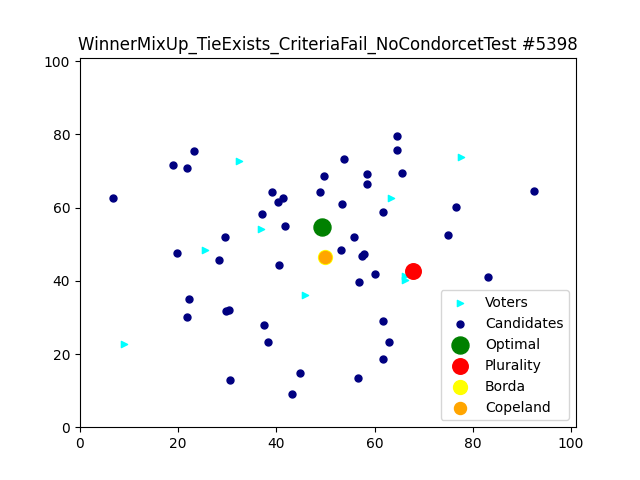 WinnerMixUp_TieExists_CriteriaFail_NoCondorcetTest #5398
100
80
60
40
20
0
Voters
Candidates
Optimal
Plurality
Borda
Copeland
0 20 40 60 80 100